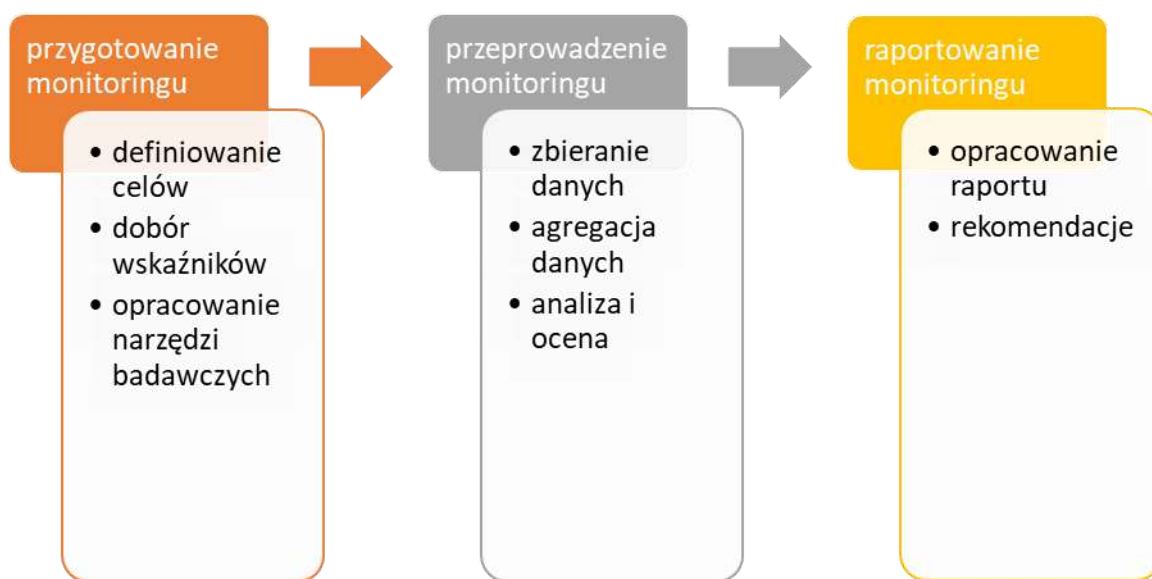 przygotowanie
monitoringu
• definiowanie
celów
• dobór
wskaźników
• opracowanie
narzędzi
badawczych
przeprowadzenie
monitoringu
• zbieranie
danych
• agregacja
danych
• analiza i
ocena
raportowanie
monitoringu
• opracowanie
raportu
• rekomendacje